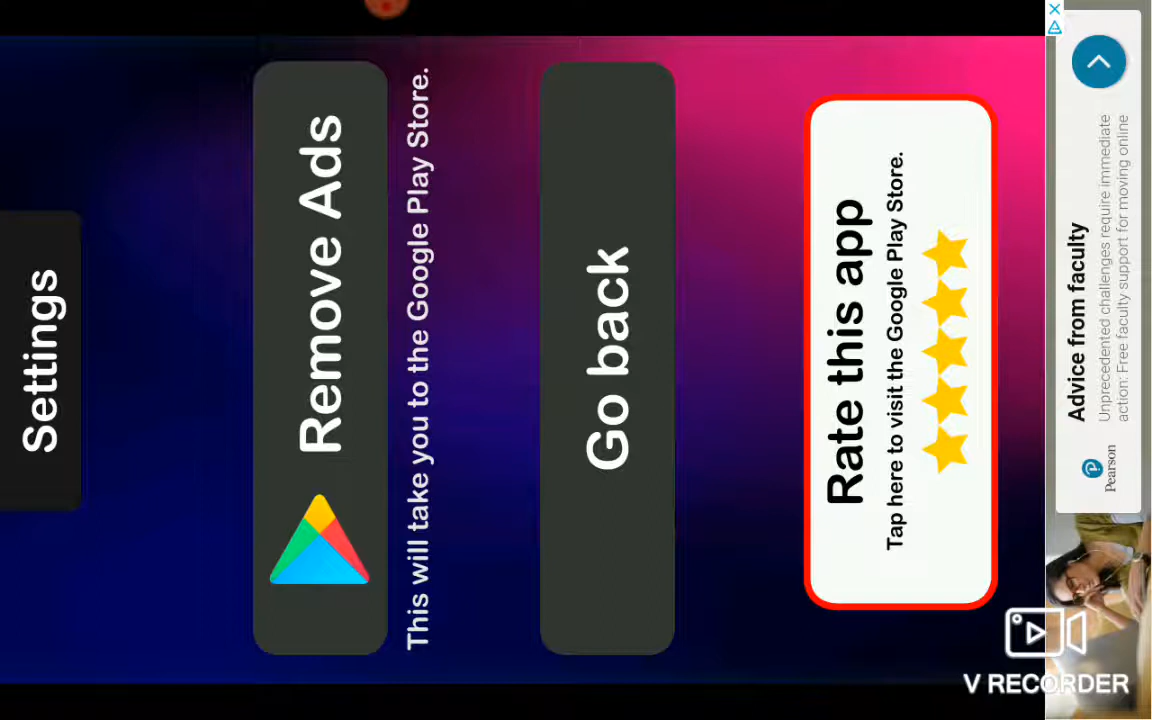 Settings
Remove Ads
This will take you to the Google Play Store.
Go back
Rate this app
Tap here to visit the Google Play Store.
Advice from faculty
Unprecedented challenges require immediate
action: Free faculty support for moving online
Pearson
V RECORDER